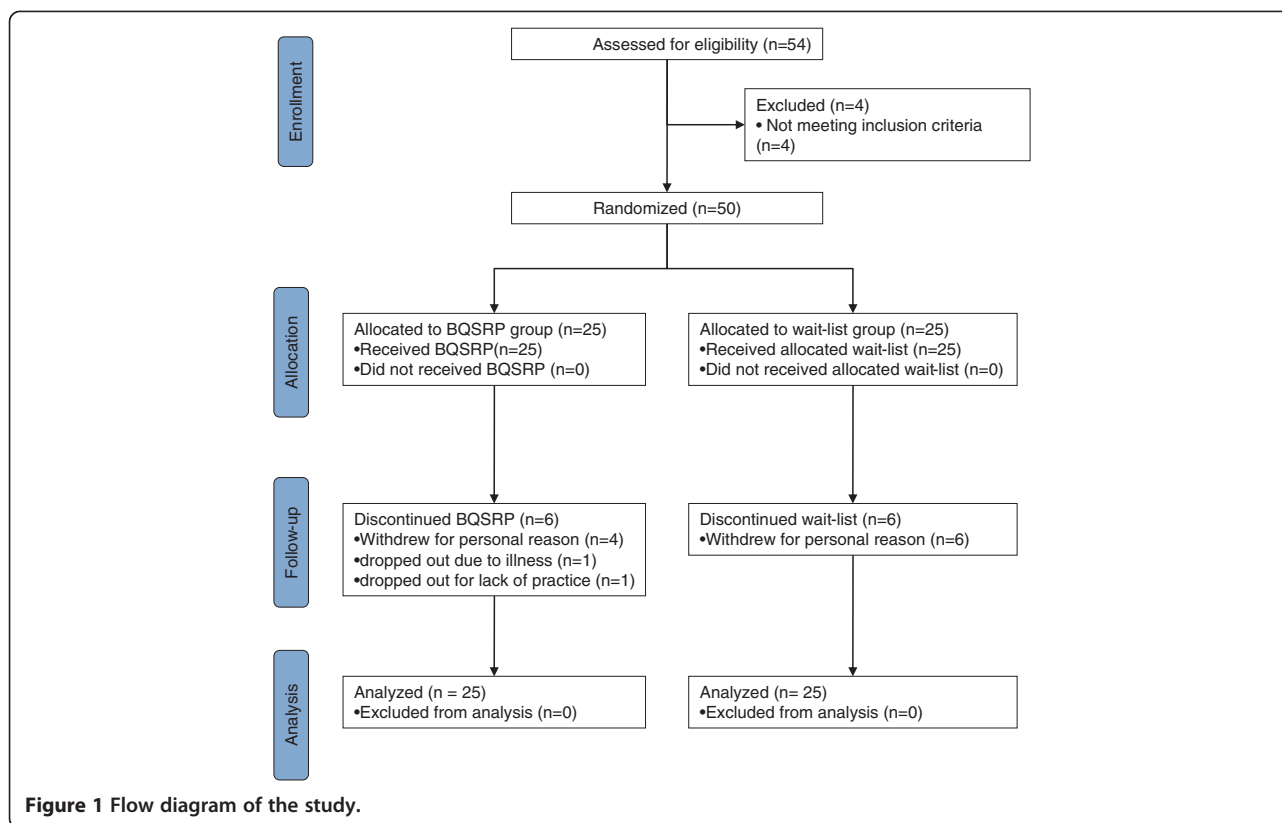 Enrollment
Assessed for eligibility (n=54)
Excluded (n=4)
• Not meeting inclusion criteria
(n=4)
Randomized (n=50)
Allocation
Allocated to BQSRP group (n=25)
•Received BQSRP(n=25)
•Did not received BQSRP (n=0)
Allocated to wait-list group (n=25)
•Received allocated wait-list (n=25)
•Did not received allocated wait-list (n=0)
Follow-up
Discontinued BQSRP (n=6)
•Withdrew for personal reason (n=4)
•dropped out due to illness (n=1)
•dropped out for lack of practice (n=1)
Discontinued wait-list (n=6)
•Withdrew for personal reason (n=6)
Analysis
Analyzed (n = 25)
•Excluded from analysis (n=0)
Analyzed (n= 25)
•Excluded from analysis (n=0)
Figure 1 Flow diagram of the study.